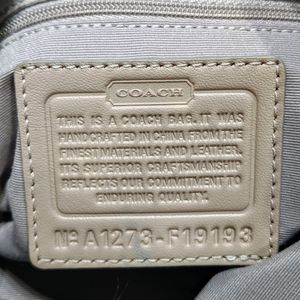 COACH
THIS IS A COACH BAG. IT WAS
HANDCRAFTED IN CHINA FROM THE
FINEST MATERIALS AND LEATHER.
IT'S SUPERIOR CRAFTSMANSHIP
REFLECTS OUR COMMITMENT TO
ENDURING QUALITY.
Nº A1273-F19193